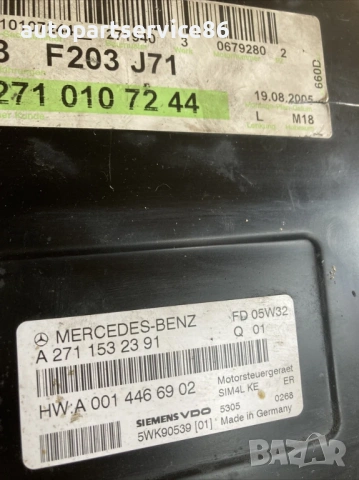 service_parts86
3 0679280 2
F203 J71
660D
271 010 72 44
19.08.2005
L M18
MERCEDES-BENZ FD 05W32
A 271 153 23 91 Q 01
Motorsteuergeraet
HW A 001 446 69 02 SIM4L KE ER
SIEMENS VDO 5305 0268
5WK90539 [01] Made in Germany
bazar.bg